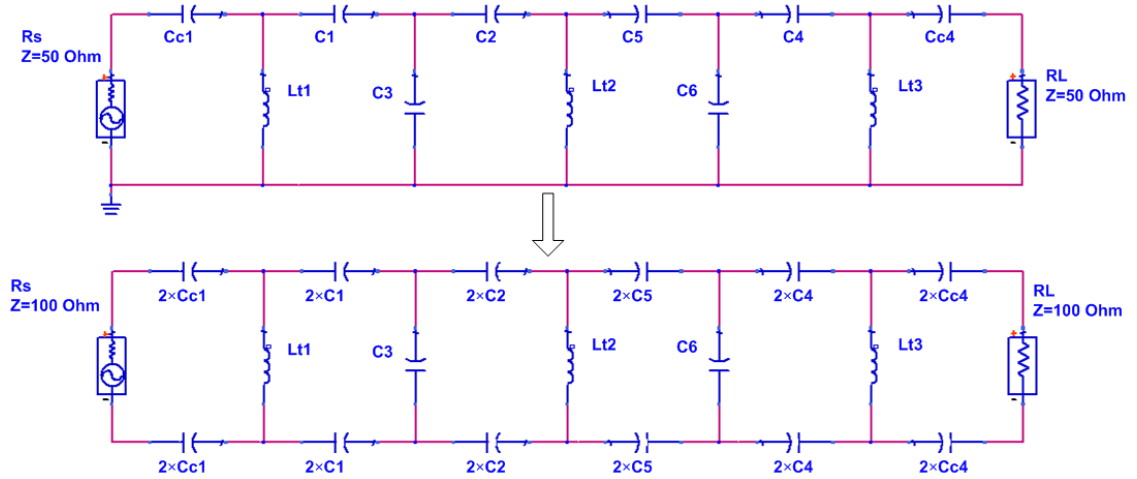 Rs
Z=50 Ohm
Cc1
C1
C2
C5
C4
Cc4
Lt1
C3
Lt2
C6
Lt3
RL
Z=50 Ohm
+
-
+
-
Rs
Z=100 Ohm
2×Cc1
2×C1
2×C2
2×C5
2×C4
2×Cc4
Lt1
C3
Lt2
C6
Lt3
RL
Z=100 Ohm
+
-
+
-
2×Cc1
2×C1
2×C2
2×C5
2×C4
2×Cc4